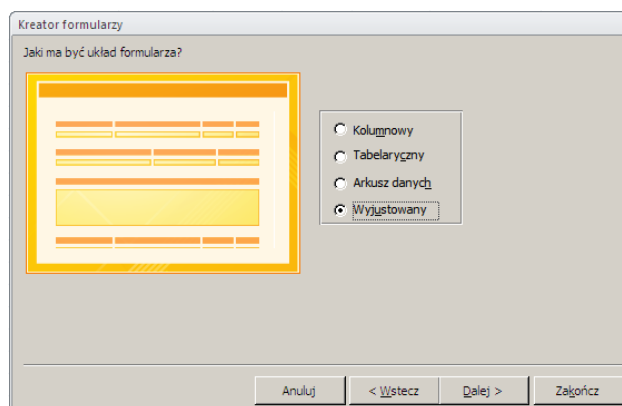 Kreator formularzy
Jaki ma być układ formularza?
Kolumnowy
Tabelaryczny
Arkusz danych
Wyjustowany
Anuluj
< Wstecz
Dalej >
Zakończ